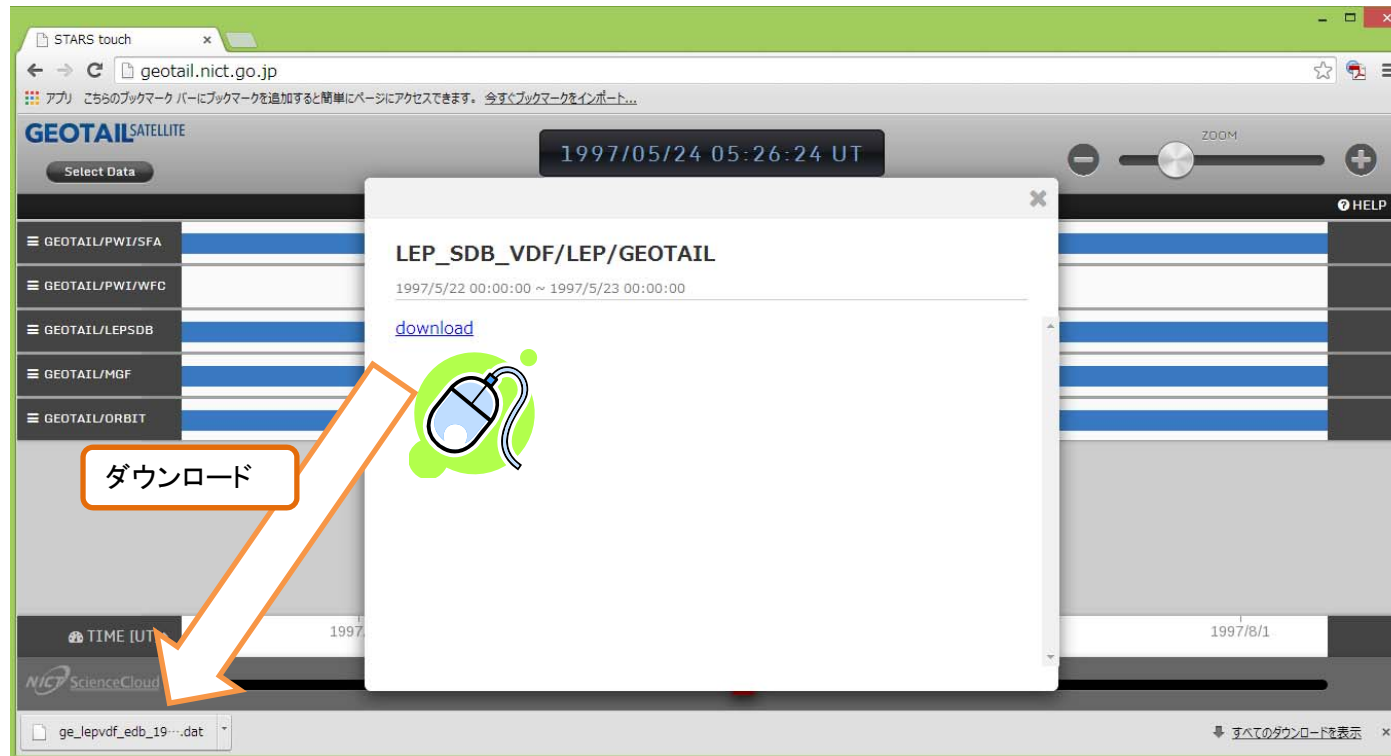 STARS touch
geotail.nict.go.jp
アプリ こちらのブックマーク バーにブックマークを追加すると簡単にページにアクセスできます。 今すぐブックマークをインポート...
GEOTAIL SATELLITE
Select Data
1997/05/24 05:26:24 UT
ZOOM
HELP
GEOTAIL/PWI/SFA
GEOTAIL/PWI/WFC
GEOTAIL/LEPSDB
GEOTAIL/MGF
GEOTAIL/ORBIT
LEP_SDB_VDF/LEP/GEOTAIL
1997/5/22 00:00:00 ~ 1997/5/23 00:00:00
download
ダウンロード
TIME [UT
1997
1997/8/1
NICT ScienceCloud
ge_lepvdf_edb_19….dat
すべてのダウンロードを表示